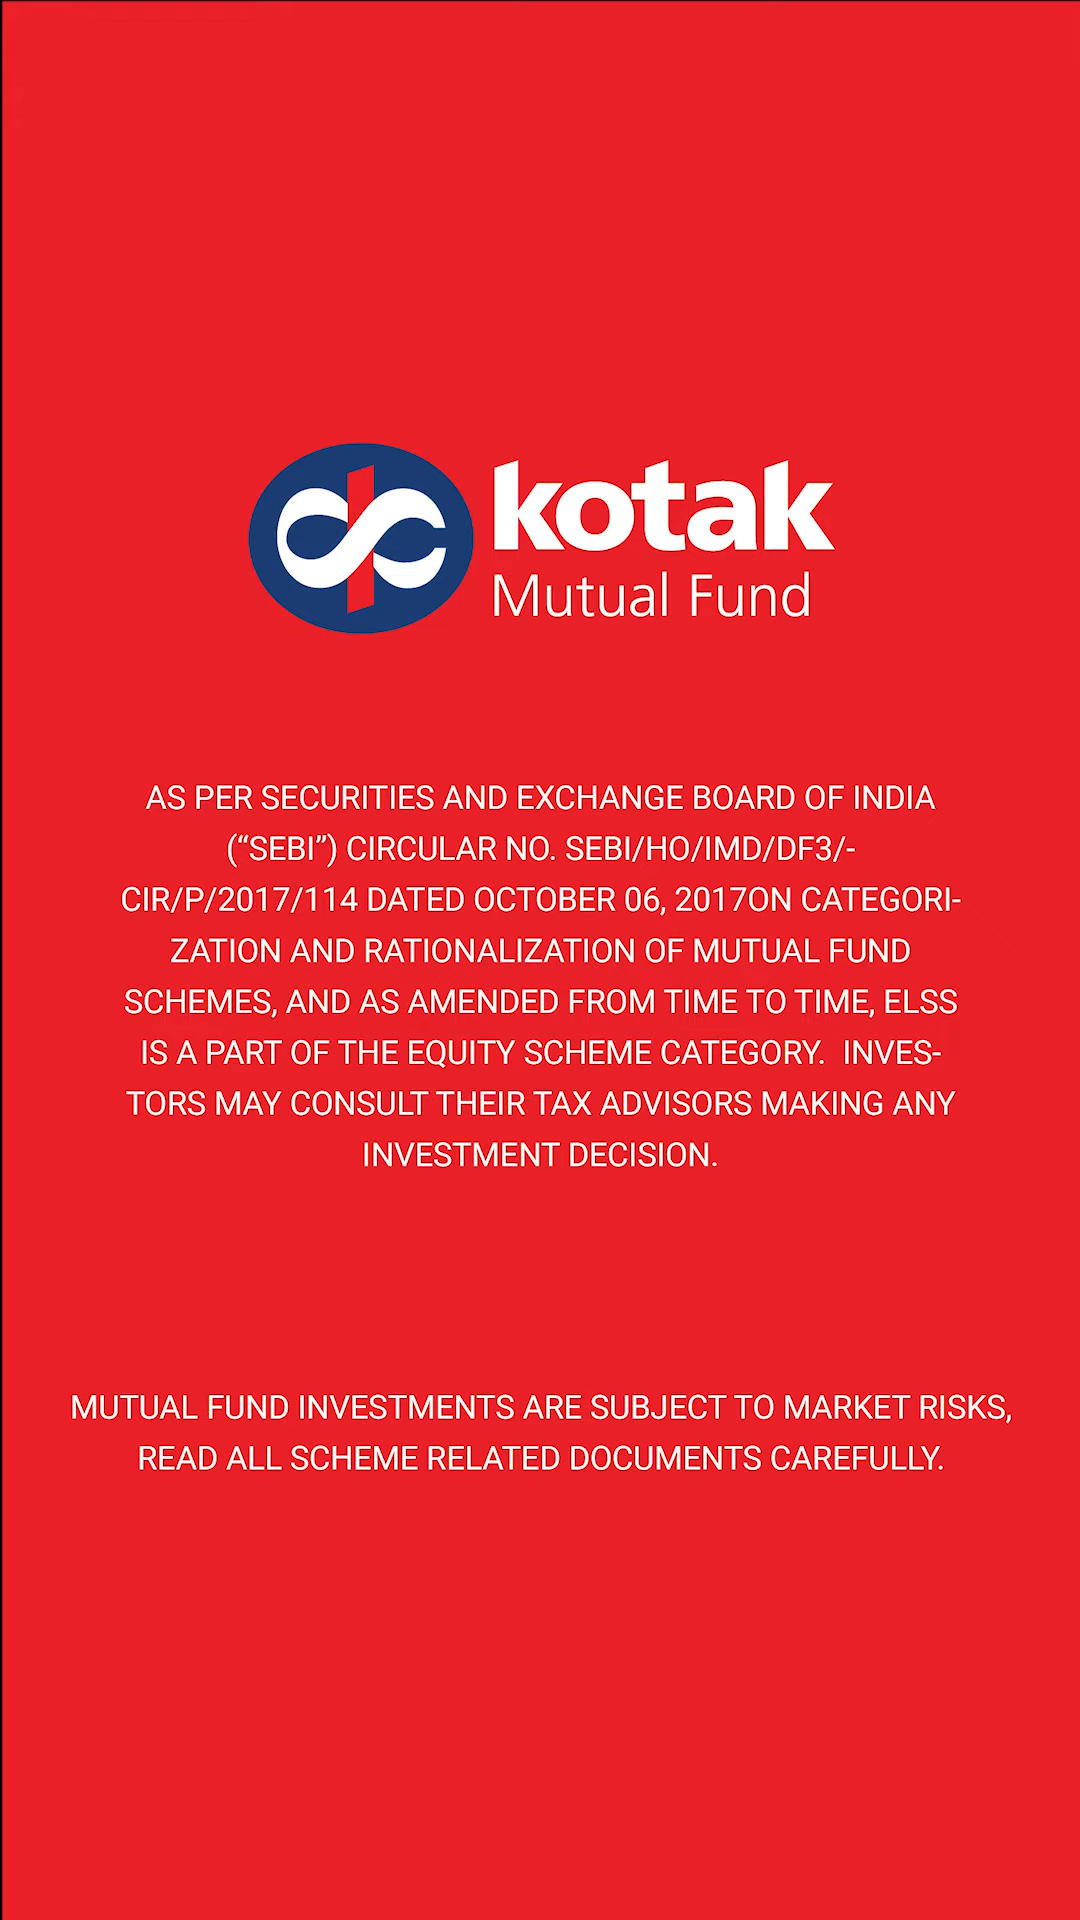 kotak
Mutual Fund
AS PER SECURITIES AND EXCHANGE BOARD OF INDIA
(“SEBI”) CIRCULAR NO. SEBI/HO/IMD/DF3/-
CIR/P/2017/114 DATED OCTOBER 06, 2017ON CATEGORI-
ZATION AND RATIONALIZATION OF MUTUAL FUND
SCHEMES, AND AS AMENDED FROM TIME TO TIME, ELSS
IS A PART OF THE EQUITY SCHEME CATEGORY.  INVES-
TORS MAY CONSULT THEIR TAX ADVISORS MAKING ANY
INVESTMENT DECISION.
MUTUAL FUND INVESTMENTS ARE SUBJECT TO MARKET RISKS,
READ ALL SCHEME RELATED DOCUMENTS CAREFULLY.